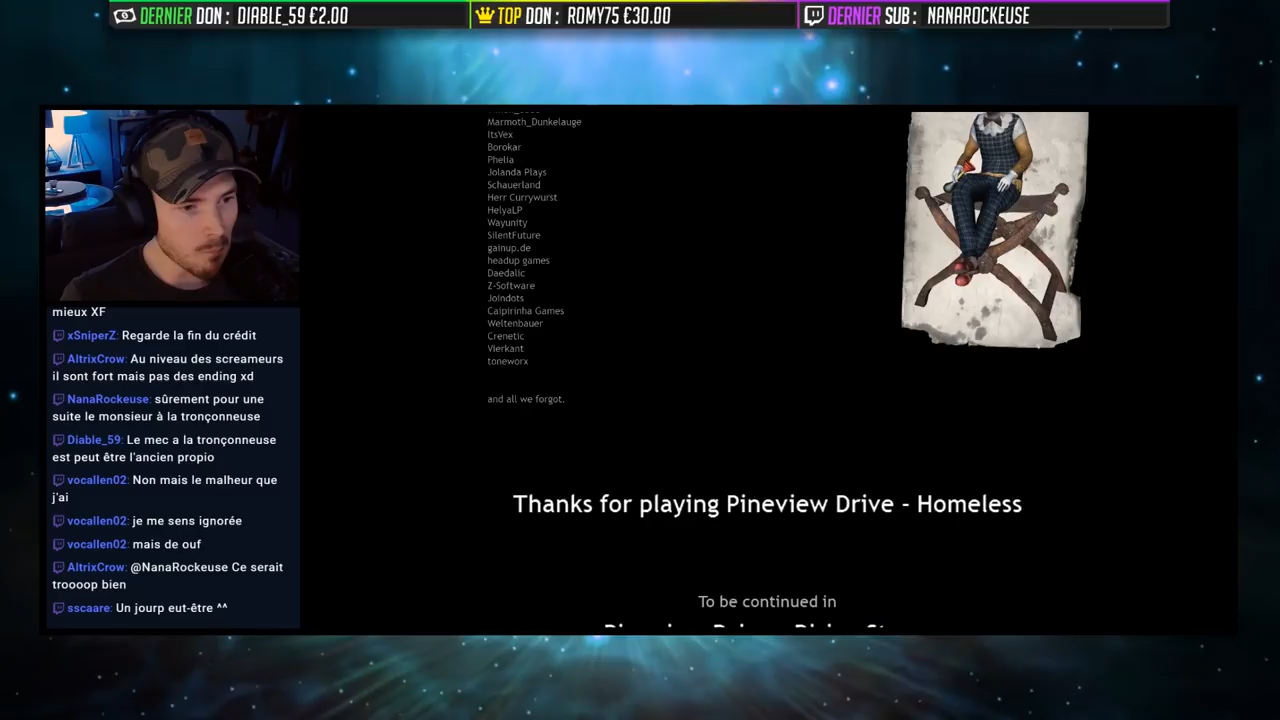 DERNIER DON : DIABLE_59 €2.00
TOP DON : ROMY75 €30.00
DERNIER SUB : NANAROCKEUSE
mieux XF
xSniperZ: Regarde la fin du crédit
AltrixCrow: Au niveau des screameurs
il sont fort mais pas des ending xd
NanaRockeuse: sûrement pour une
suite le monsieur à la tronçonneuse
Diable_59: Le mec a la tronçonneuse
est peut être l'ancien propio
vocallen02: Non mais le malheur que
j'ai
vocallen02: je me sens ignorée
vocallen02: mais de ouf
AltrixCrow: @NanaRockeuse Ce serait
troooop bien
sscaare: Un jourp eut-être ^^
Marmoth_Dunkelauge
ItsVex
Borokar
Phelia
Jolanda Plays
Schauerland
Herr Currywurst
HelyaLP
Wayunity
SilentFuture
gainup.de
headup games
Daedalic
Z-Software
Joindots
Caipirinha Games
Weltenbauer
Crenetic
Vierkant
toneworx
and all we forgot.
Thanks for playing Pineview Drive - Homeless
To be continued in